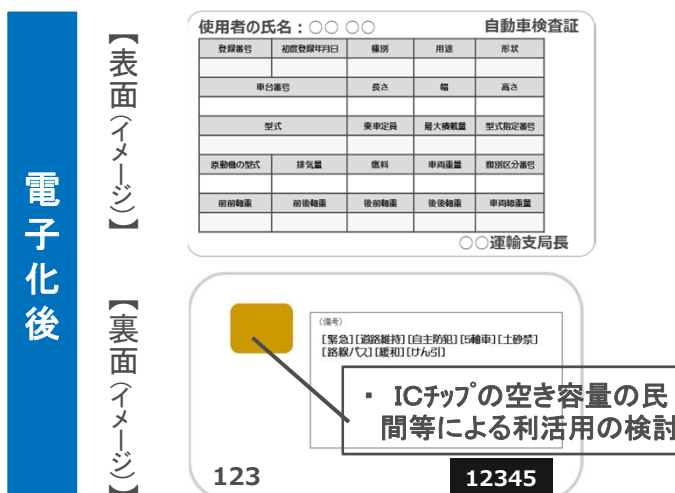 電子化後
【表面(イメージ)】
使用者の氏名：○○ ○○ 自動車検査証
登録番号 初度登録年月日 種別 用途 形状
車台番号 長さ 幅 高さ
型式 乗車定員 最大積載量 型式指定番号
原動機の型式 排気量 燃料 車両重量 類別区分番号
前前軸重 前後軸重 後前軸重 後後軸重 車両総重量
○○運輸支局長
【裏面(イメージ)】
(備考)
[緊急][道路維持][自主防犯][5輪車][土砂禁]
[路線バス][緩和][けん引]
・ ICチップの空き容量の民
間等による利活用の検討
123 12345